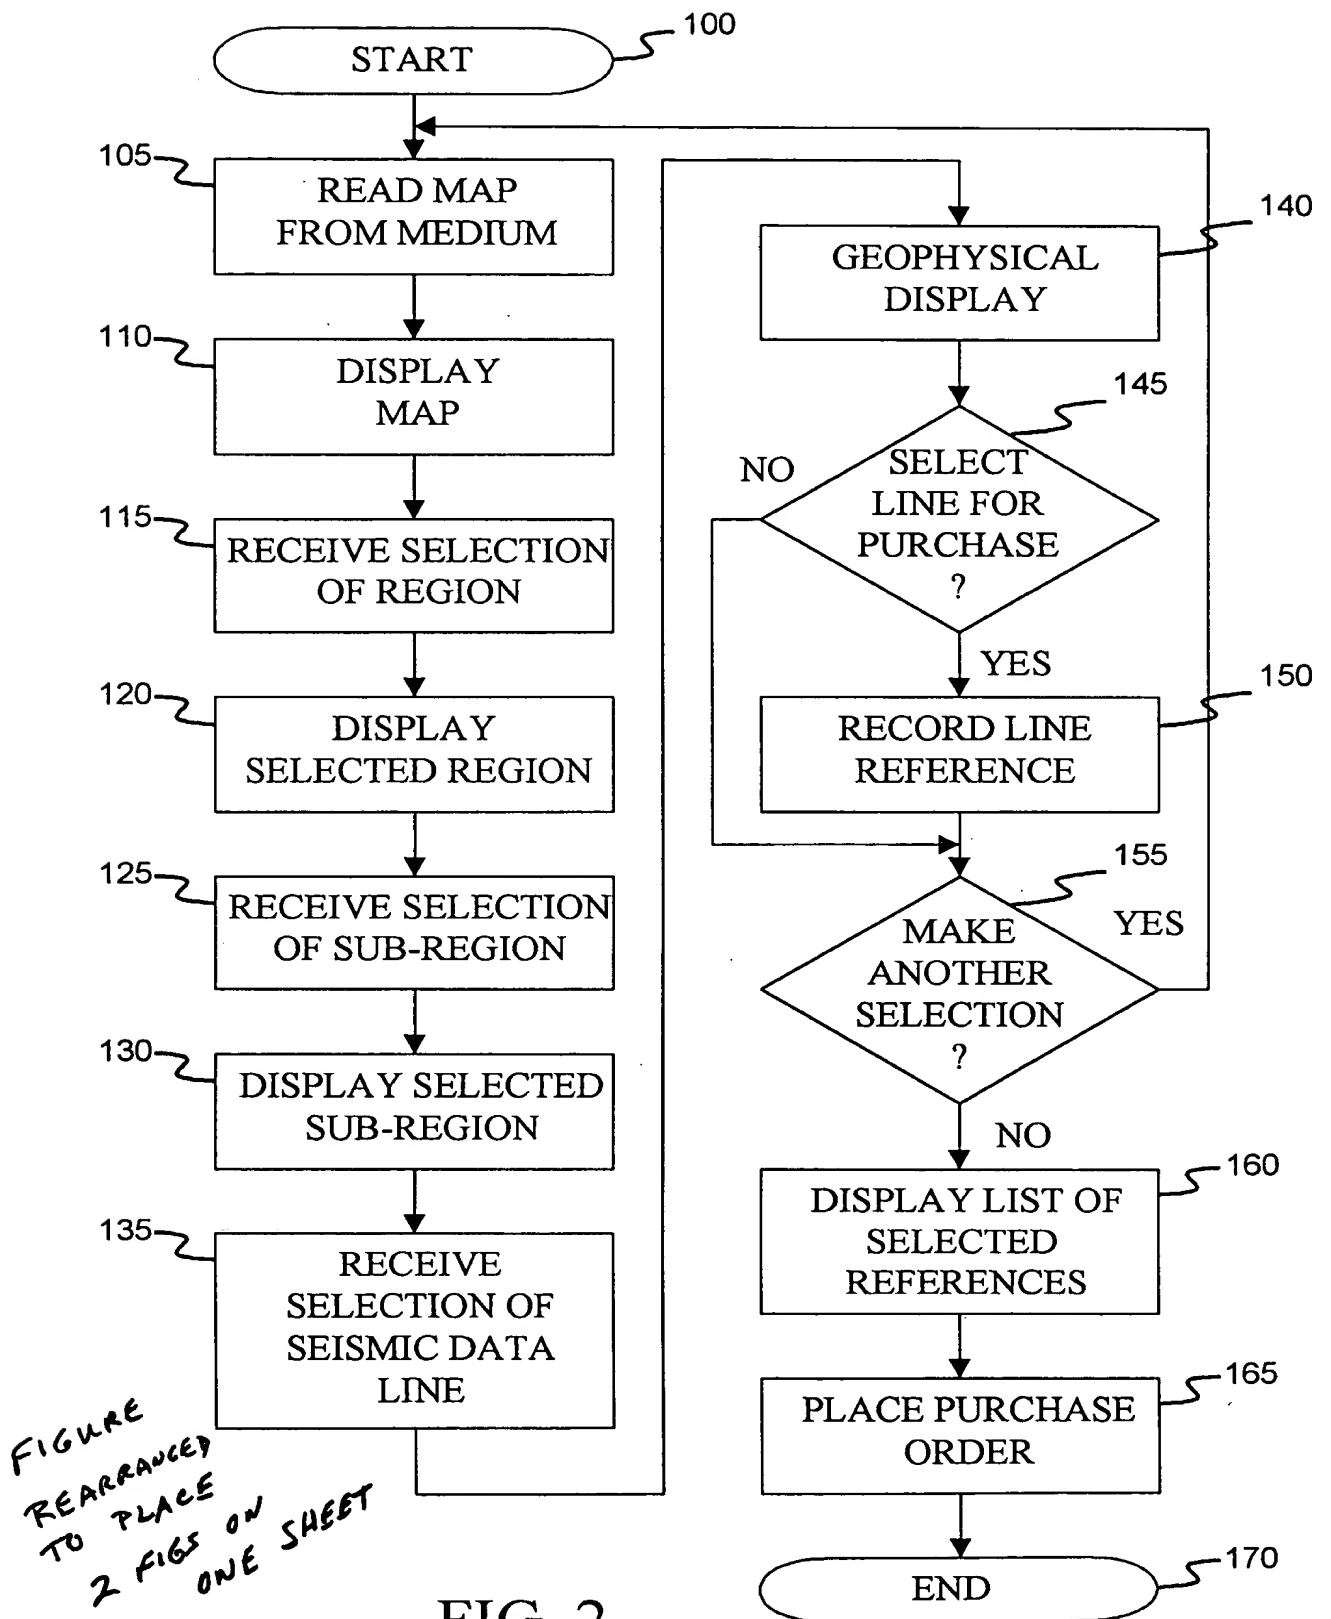 100
START
105
READ MAP
FROM MEDIUM
110
DISPLAY
MAP
115
RECEIVE SELECTION
OF REGION
120
DISPLAY
SELECTED REGION
125
RECEIVE SELECTION
OF SUB-REGION
130
DISPLAY SELECTED
SUB-REGION
135
RECEIVE
SELECTION OF
SEISMIC DATA
LINE
140
GEOPHYSICAL
DISPLAY
145
NO
SELECT
LINE FOR
PURCHASE
?
YES
150
RECORD LINE
REFERENCE
155
YES
MAKE
ANOTHER
SELECTION
?
NO
160
DISPLAY LIST OF
SELECTED
REFERENCES
165
PLACE PURCHASE
ORDER
170
END
FIGURE
REARRANGED
TO PLACE
2 FIGS ON
ONE SHEET
FIG. 2